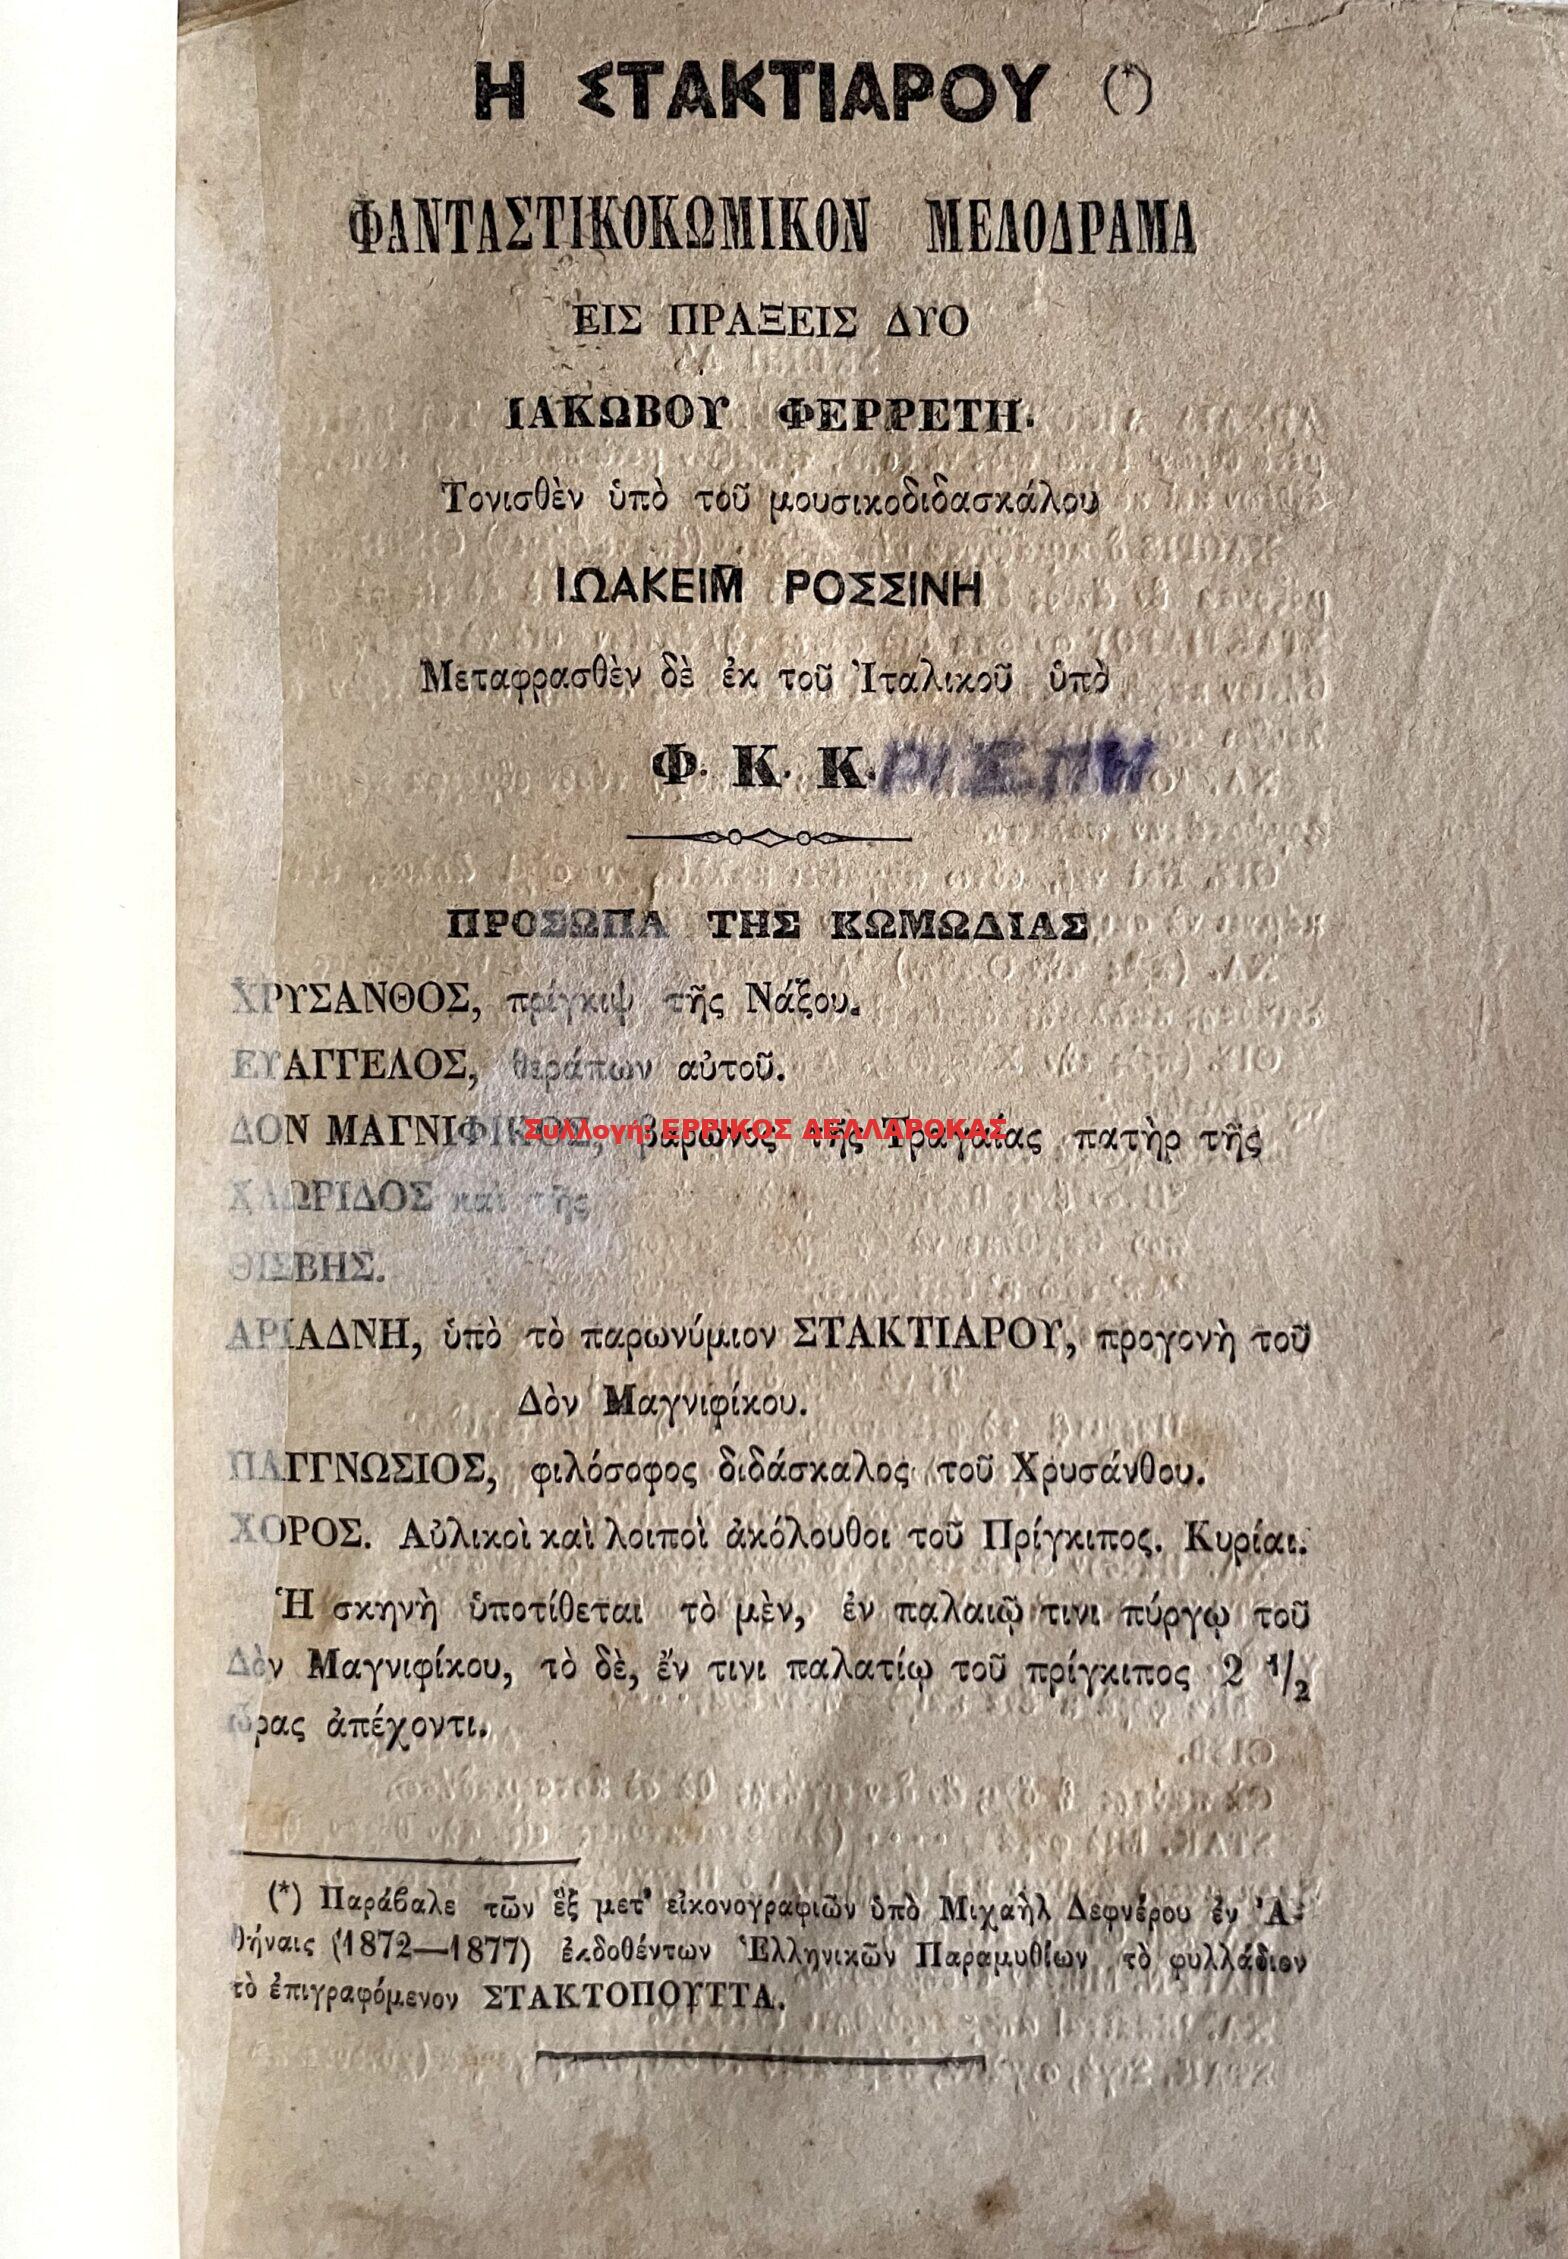 Η ΣΤΑΚΤΙΑΡΟΥ (*)
ΦΑΝΤΑΣΤΙΚΟΚΩΜΙΚΟΝ ΜΕΛΟΔΡΑΜΑ
ΕΙΣ ΠΡΑΞΕΙΣ ΔΥΟ
ΙΑΚΩΒΟΥ ΦΕΡΡΕΤΗ.
Τονισθὲν ὑπὸ τοῦ μουσικοδιδασκάλου
ΙΩΑΚΕΙΜ ΡΟΣΣΙΝΗ
Μεταφρασθὲν δὲ ἐκ τοῦ Ἰταλικοῦ ὑπὸ
Φ. Κ. Κ.
ΠΡΟΣΩΠΑ ΤΗΣ ΚΩΜΩΔΙΑΣ
ΧΡΥΣΑΝΘΟΣ, πρίγκιψ τῆς Νάξου.
ΕΥΑΓΓΕΛΟΣ, θεράπων αὐτοῦ.
ΔΟΝ ΜΑΓΝΙΦΙΚΟΣ, βαρῶνος τῆς Τραγαίας πατὴρ τῆς
Συλλογή: ΕΡΡΙΚΟΣ ΔΕΛΛΑΡΟΚΑΣ
ΧΛΩΡΙΔΟΣ καὶ τῆς
ΘΙΣΒΗΣ.
ΑΡΙΑΔΝΗ, ὑπὸ τὸ παρωνύμιον ΣΤΑΚΤΙΑΡΟΥ, προγονὴ τοῦ
Δὸν Μαγνιφίκου.
ΠΑΓΓΝΩΣΙΟΣ, φιλόσοφος διδάσκαλος τοῦ Χρυσάνθου.
ΧΟΡΟΣ. Αὐλικοὶ καὶ λοιποὶ ἀκόλουθοι τοῦ Πρίγκιπος. Κυρίαι.
Ἡ σκηνὴ ὑποτίθεται τὸ μὲν, ἐν παλαιῷ τινι πύργῳ τοῦ
Δὸν Μαγνιφίκου, τὸ δὲ, ἔν τινι παλατίῳ τοῦ πρίγκιπος 2 1/2
ὥρας ἀπέχοντι.
(*) Παράβαλε τῶν ἓξ μετ' εἰκονογραφιῶν ὑπὸ Μιχαὴλ Δεφνέρου ἐν Ἀ-
θήναις (1872—1877) ἐκδοθέντων Ἑλληνικῶν Παραμυθίων τὸ φυλλάδιον
τὸ ἐπιγραφόμενον ΣΤΑΚΤΟΠΟΥΤΤΑ.